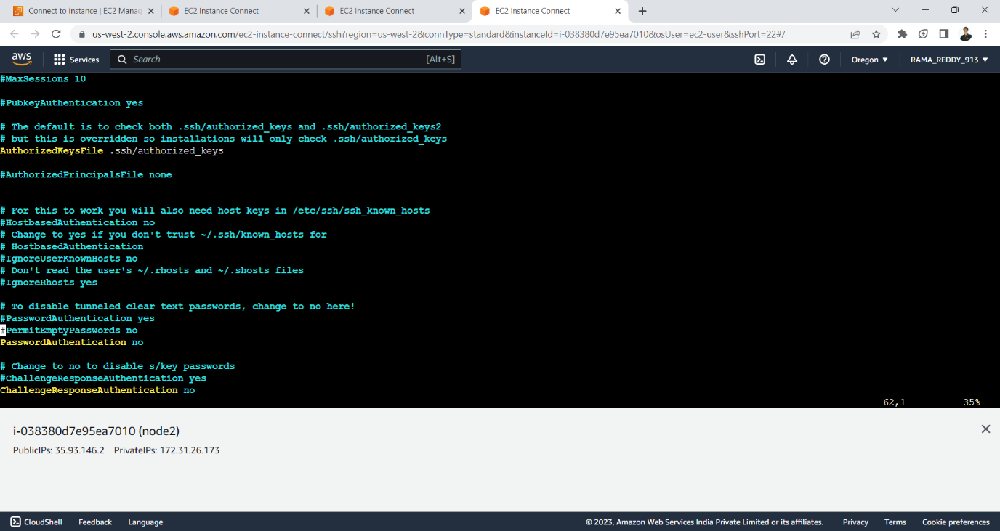 Connect to instance | EC2 Manag
EC2 Instance Connect
EC2 Instance Connect
EC2 Instance Connect
us-west-2.console.aws.amazon.com/ec2-instance-connect/ssh?region=us-west-2&connType=standard&instanceId=i-038380d7e95ea7010&osUser=ec2-user&sshPort=22#/
aws Services Search [Alt+S] Oregon RAMA_REDDY_913
#MaxSessions 10
#PubkeyAuthentication yes
# The default is to check both .ssh/authorized_keys and .ssh/authorized_keys2
# but this is overridden so installations will only check .ssh/authorized_keys
AuthorizedKeysFile .ssh/authorized_keys
#AuthorizedPrincipalsFile none
# For this to work you will also need host keys in /etc/ssh/ssh_known_hosts
#HostbasedAuthentication no
# Change to yes if you don't trust ~/.ssh/known_hosts for
# HostbasedAuthentication
#IgnoreUserKnownHosts no
# Don't read the user's ~/.rhosts and ~/.shosts files
#IgnoreRhosts yes
# To disable tunneled clear text passwords, change to no here!
#PasswordAuthentication yes
#PermitEmptyPasswords no
PasswordAuthentication no
# Change to no to disable s/key passwords
#ChallengeResponseAuthentication yes
ChallengeResponseAuthentication no
62,1 35%
i-038380d7e95ea7010 (node2)
PublicIPs: 35.93.146.2 PrivateIPs: 172.31.26.173
CloudShell Feedback Language © 2023, Amazon Web Services India Private Limited or its affiliates. Privacy Terms Cookie preferences